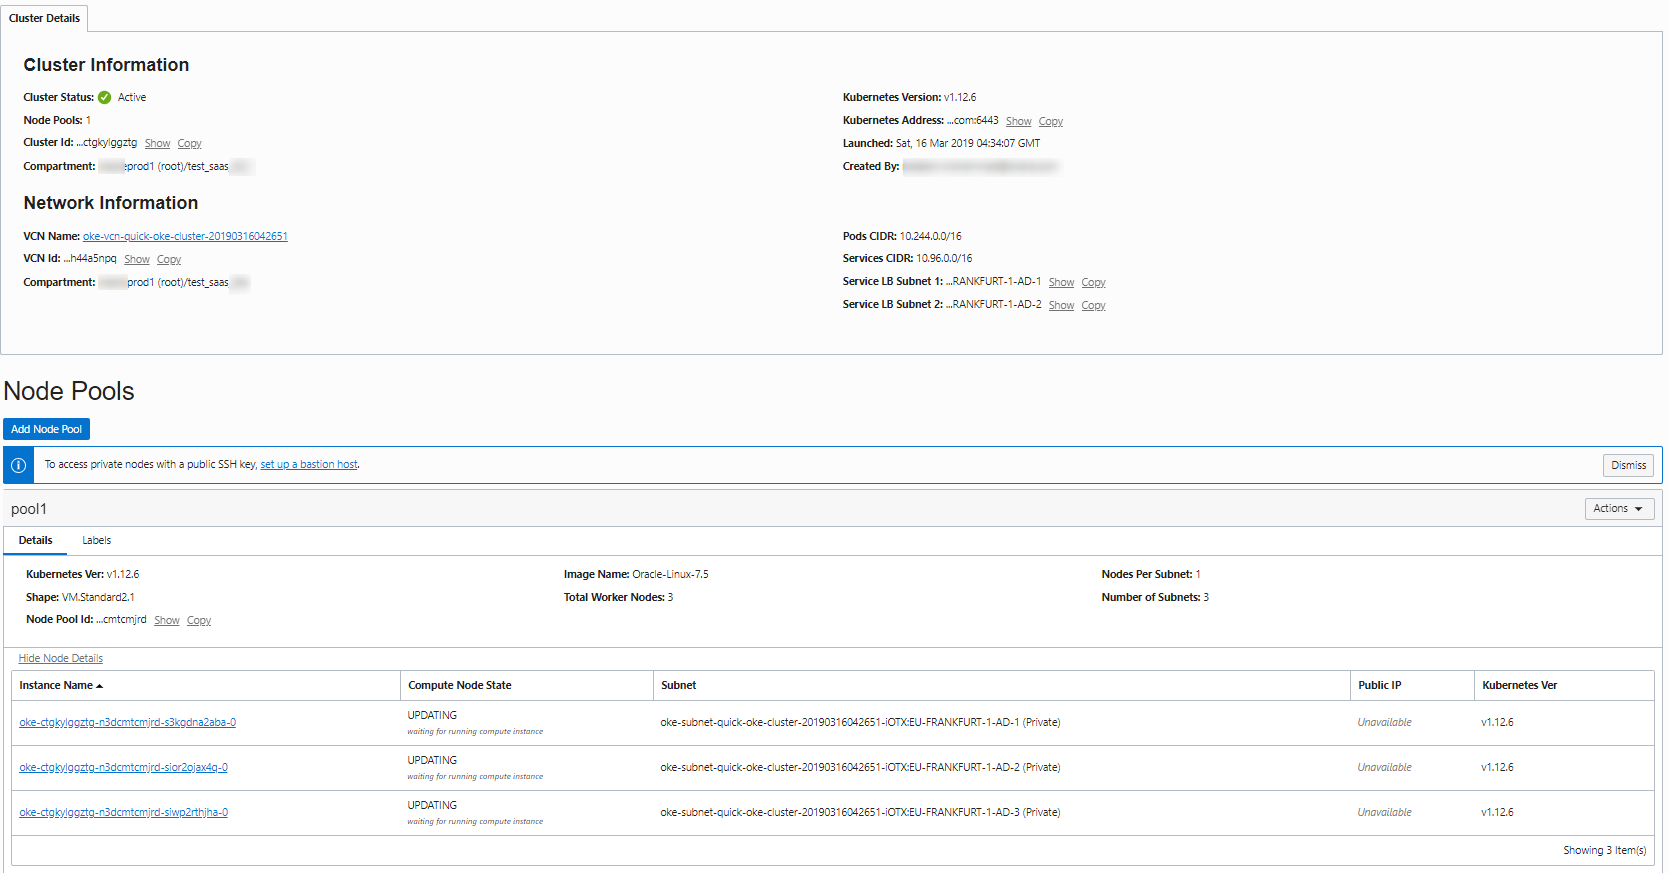 Cluster Details
Cluster Information
Cluster Status: Active
Node Pools: 1
Cluster Id: ...ctgkylggztg Show Copy
Compartment: prod1 (root)/test_saas
Kubernetes Version: v1.12.6
Kubernetes Address: ...com:6443 Show Copy
Launched: Sat, 16 Mar 2019 04:34:07 GMT
Created By:
Network Information
VCN Name: oke-vcn-quick-oke-cluster-20190316042651
VCN Id: ...h44a5npq Show Copy
Compartment: prod1 (root)/test_saas
Pods CIDR: 10.244.0.0/16
Services CIDR: 10.96.0.0/16
Service LB Subnet 1: ...RANKFURT-1-AD-1 Show Copy
Service LB Subnet 2: ...RANKFURT-1-AD-2 Show Copy
Node Pools
Add Node Pool
To access private nodes with a public SSH key, set up a bastion host. Dismiss
pool1 Actions
Details Labels
Kubernetes Ver: v1.12.6 Image Name: Oracle-Linux-7.5 Nodes Per Subnet: 1
Shape: VM.Standard2.1 Total Worker Nodes: 3 Number of Subnets: 3
Node Pool Id: ...cmtcmjrd Show Copy
Hide Node Details
Instance Name Compute Node State Subnet Public IP Kubernetes Ver
oke-ctgkylggztg-n3dcmtcmjrd-s3kgdna2aba-0 UPDATING oke-subnet-quick-oke-cluster-20190316042651-iOTX:EU-FRANKFURT-1-AD-1 (Private) Unavailable v1.12.6
waiting for running compute instance
oke-ctgkylggztg-n3dcmtcmjrd-sior2ojax4q-0 UPDATING oke-subnet-quick-oke-cluster-20190316042651-iOTX:EU-FRANKFURT-1-AD-2 (Private) Unavailable v1.12.6
waiting for running compute instance
oke-ctgkylggztg-n3dcmtcmjrd-siwp2rthjha-0 UPDATING oke-subnet-quick-oke-cluster-20190316042651-iOTX:EU-FRANKFURT-1-AD-3 (Private) Unavailable v1.12.6
waiting for running compute instance
Showing 3 Item(s)